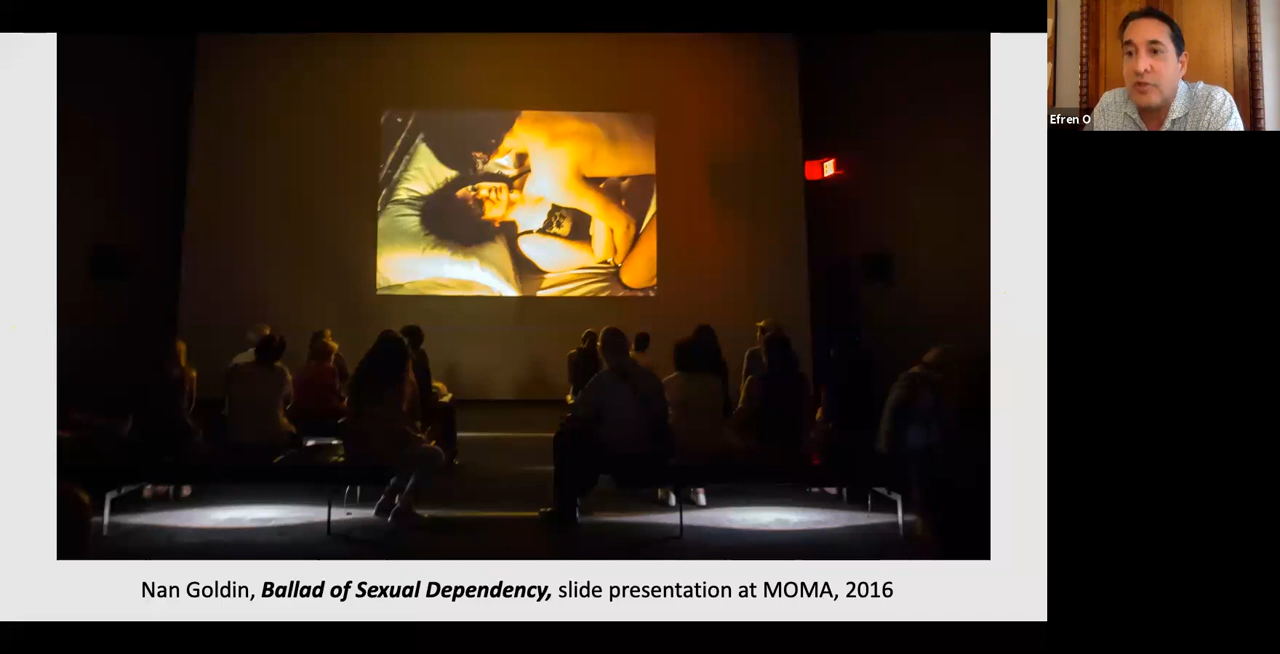 Efren O
Nan Goldin, Ballad of Sexual Dependency, slide presentation at MOMA, 2016